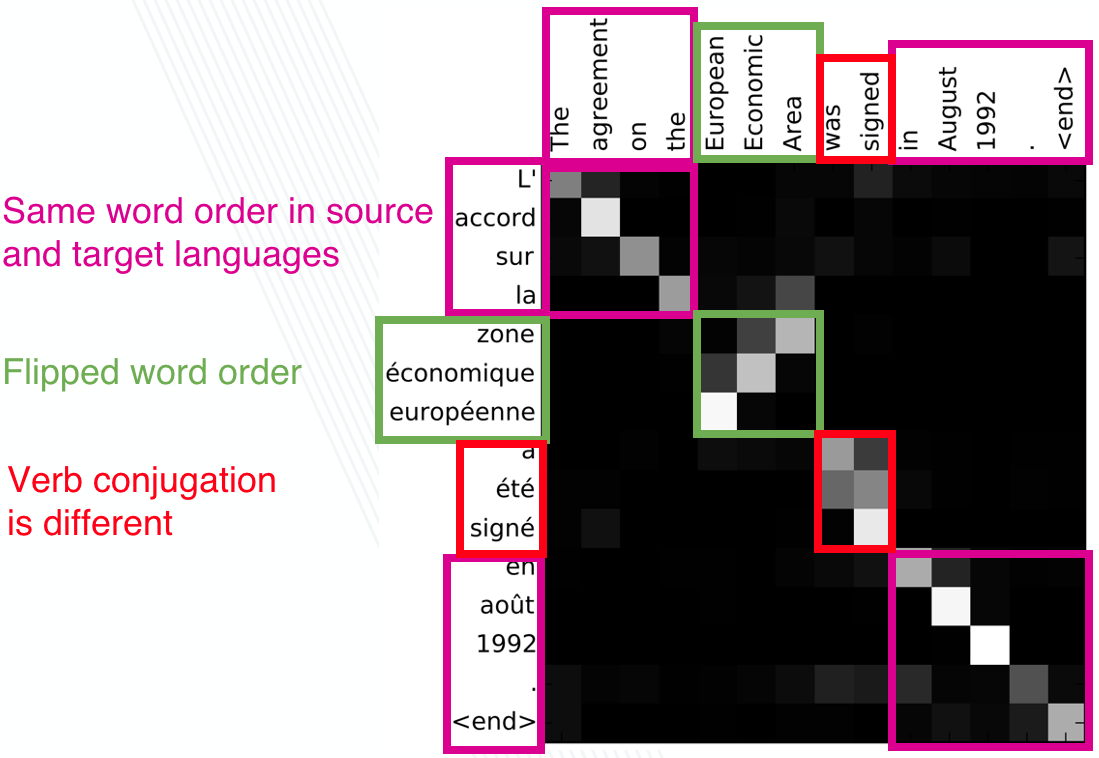 The agreement on the European Economic Area was signed in August 1992 . <end>
L'
accord
sur
la
zone
économique
européenne
a
été
signé
en
août
1992
.
<end>
Same word order in source
and target languages
Flipped word order
Verb conjugation
is different